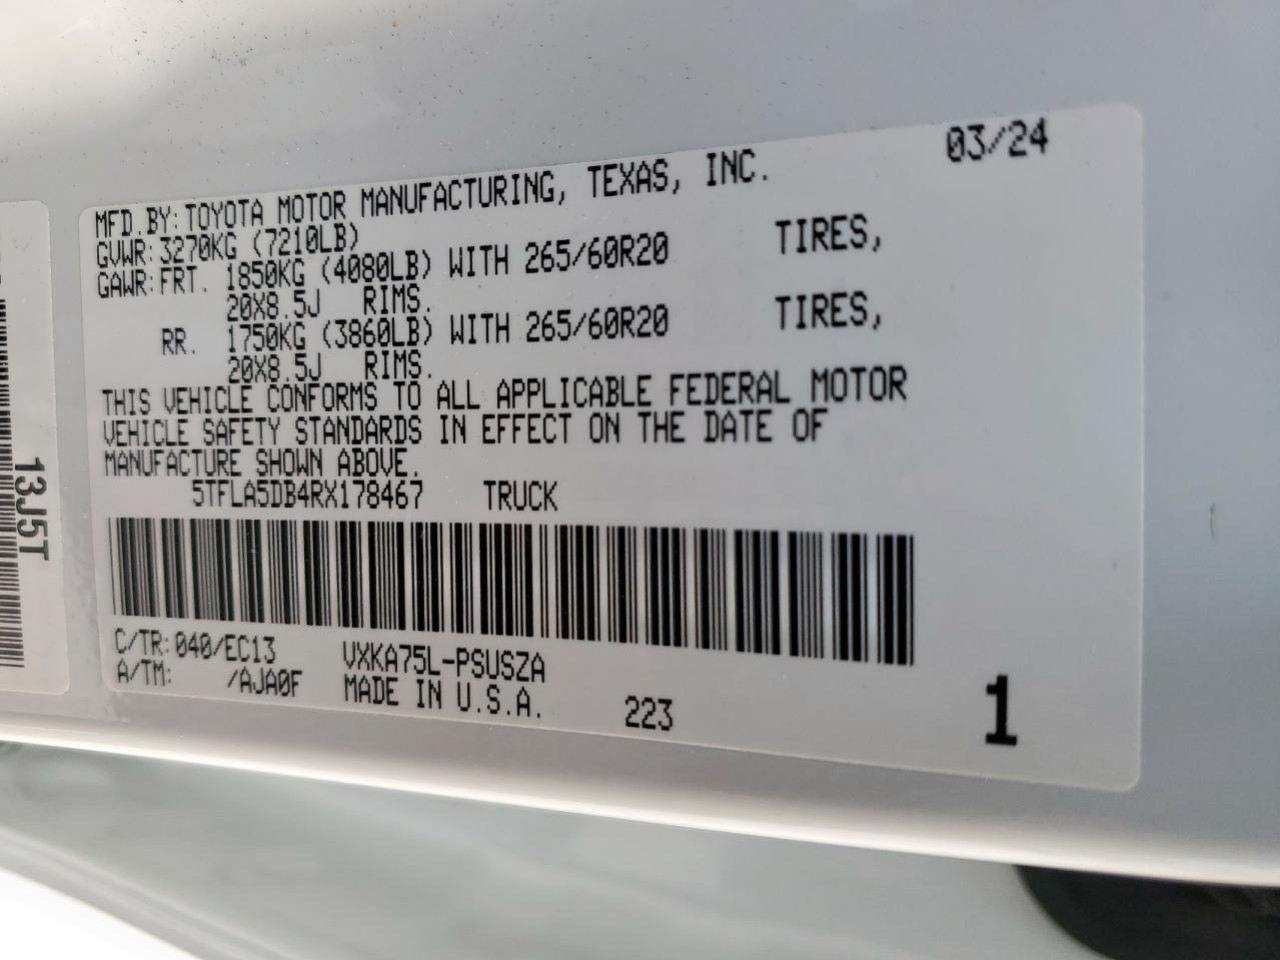 03/24
MFD.BY:TOYOTA MOTOR MANUFACTURING, TEXAS, INC.
GVWR:3270KG (7210LB)
GAWR:FRT. 1850KG (4080LB) WITH 265/60R20 TIRES,
20X8.5J RIMS.
RR. 1750KG (3860LB) WITH 265/60R20 TIRES,
20X8.5J RIMS.
THIS VEHICLE CONFORMS TO ALL APPLICABLE FEDERAL MOTOR
VEHICLE SAFETY STANDARDS IN EFFECT ON THE DATE OF
MANUFACTURE SHOWN ABOVE.
5TFLA5DB4RX178467 TRUCK
C/TR:040/EC13 VXKA75L-PSUSZA
A/TM: /AJA0F MADE IN U.S.A. 223 1
13J5T